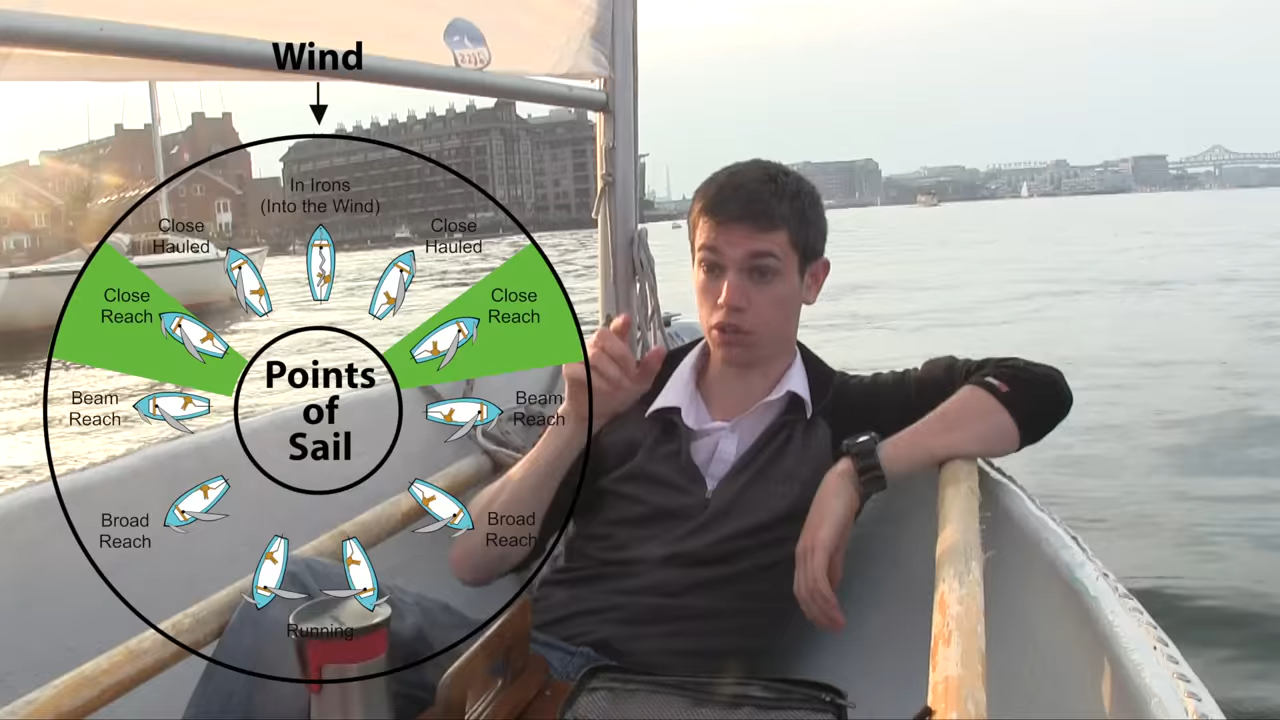 Wind
In Irons
(Into the Wind)
Close
Hauled
Close
Hauled
Close
Reach
Close
Reach
Points
of
Sail
Beam
Reach
Beam
Reach
Broad
Reach
Broad
Reach
Running